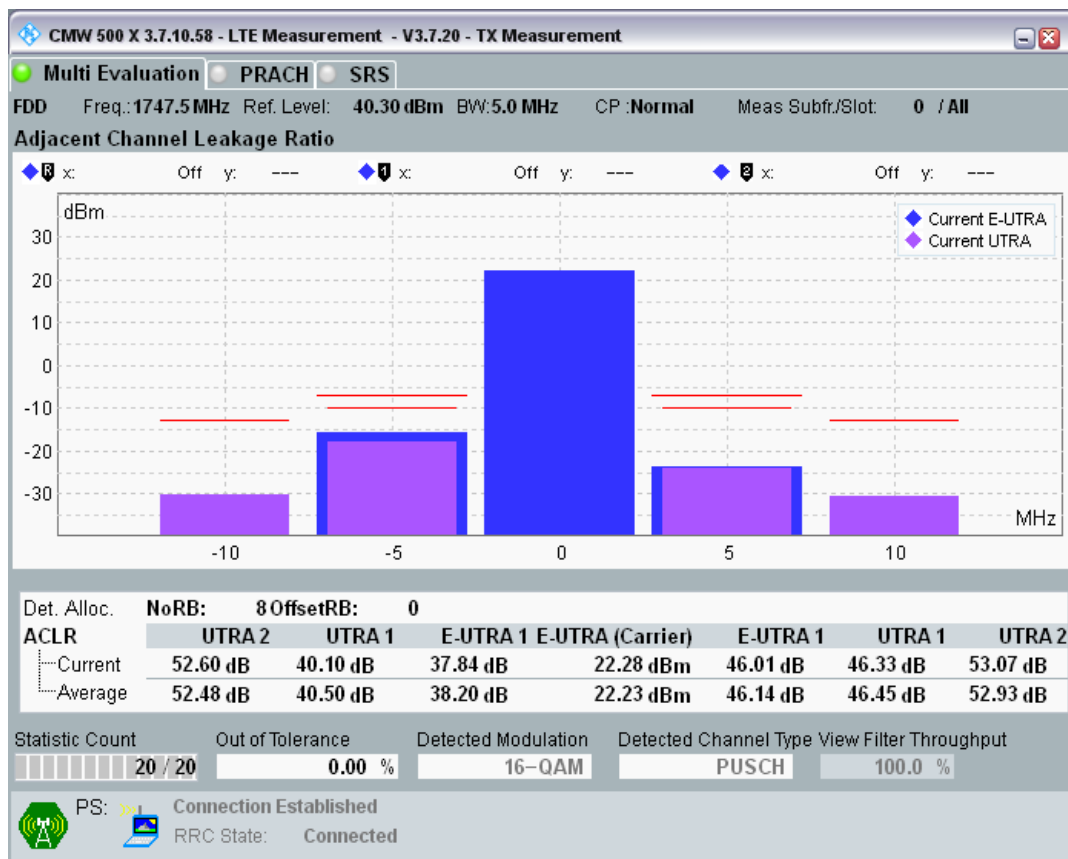 CMW 500 X 3.7.10.58 - LTE Measurement - V3.7.20 - TX Measurement
Multi Evaluation PRACH SRS
FDD Freq.:1747.5 MHz Ref. Level: 40.30 dBm BW:5.0 MHz CP :Normal Meas Subfr./Slot: 0 / All
Adjacent Channel Leakage Ratio
R x: Off y: --- 1 x: Off y: --- 2 x: Off y: ---
dBm
Current E-UTRA
Current UTRA
30
20
10
0
-10
-20
-30
MHz
-10 -5 0 5 10
Det. Alloc. NoRB: 8 OffsetRB: 0
ACLR UTRA 2 UTRA 1 E-UTRA 1 E-UTRA (Carrier) E-UTRA 1 UTRA 1 UTRA 2
Current 52.60 dB 40.10 dB 37.84 dB 22.28 dBm 46.01 dB 46.33 dB 53.07 dB
Average 52.48 dB 40.50 dB 38.20 dB 22.23 dBm 46.14 dB 46.45 dB 52.93 dB
Statistic Count Out of Tolerance Detected Modulation Detected Channel Type View Filter Throughput
20 / 20 0.00 % 16-QAM PUSCH 100.0 %
PS: Connection Established
RRC State: Connected